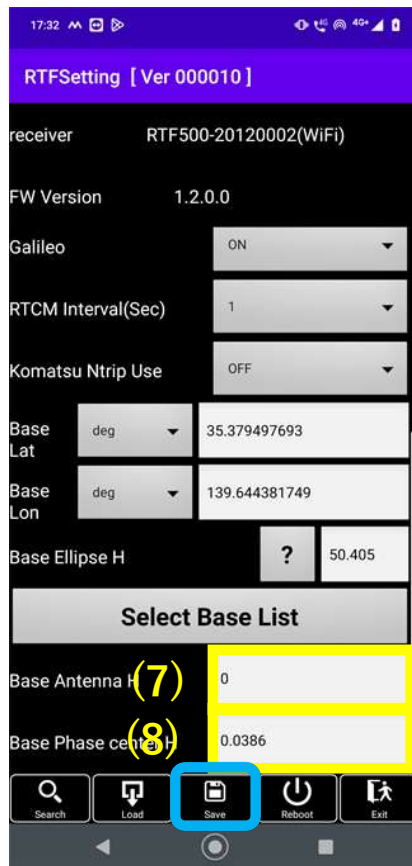 17:32 4G+
RTFSetting [ Ver 000010 ]
receiver RTF500-20120002(WiFi)
FW Version 1.2.0.0
Galileo ON
RTCM Interval(Sec) 1
Komatsu Ntrip Use OFF
Base Lat deg 35.379497693
Base Lon deg 139.644381749
Base Ellipse H ? 50.405
Select Base List
Base Antenna H (7) 0
Base Phase center H (8) 0.0386
Search Load Save Reboot Exit